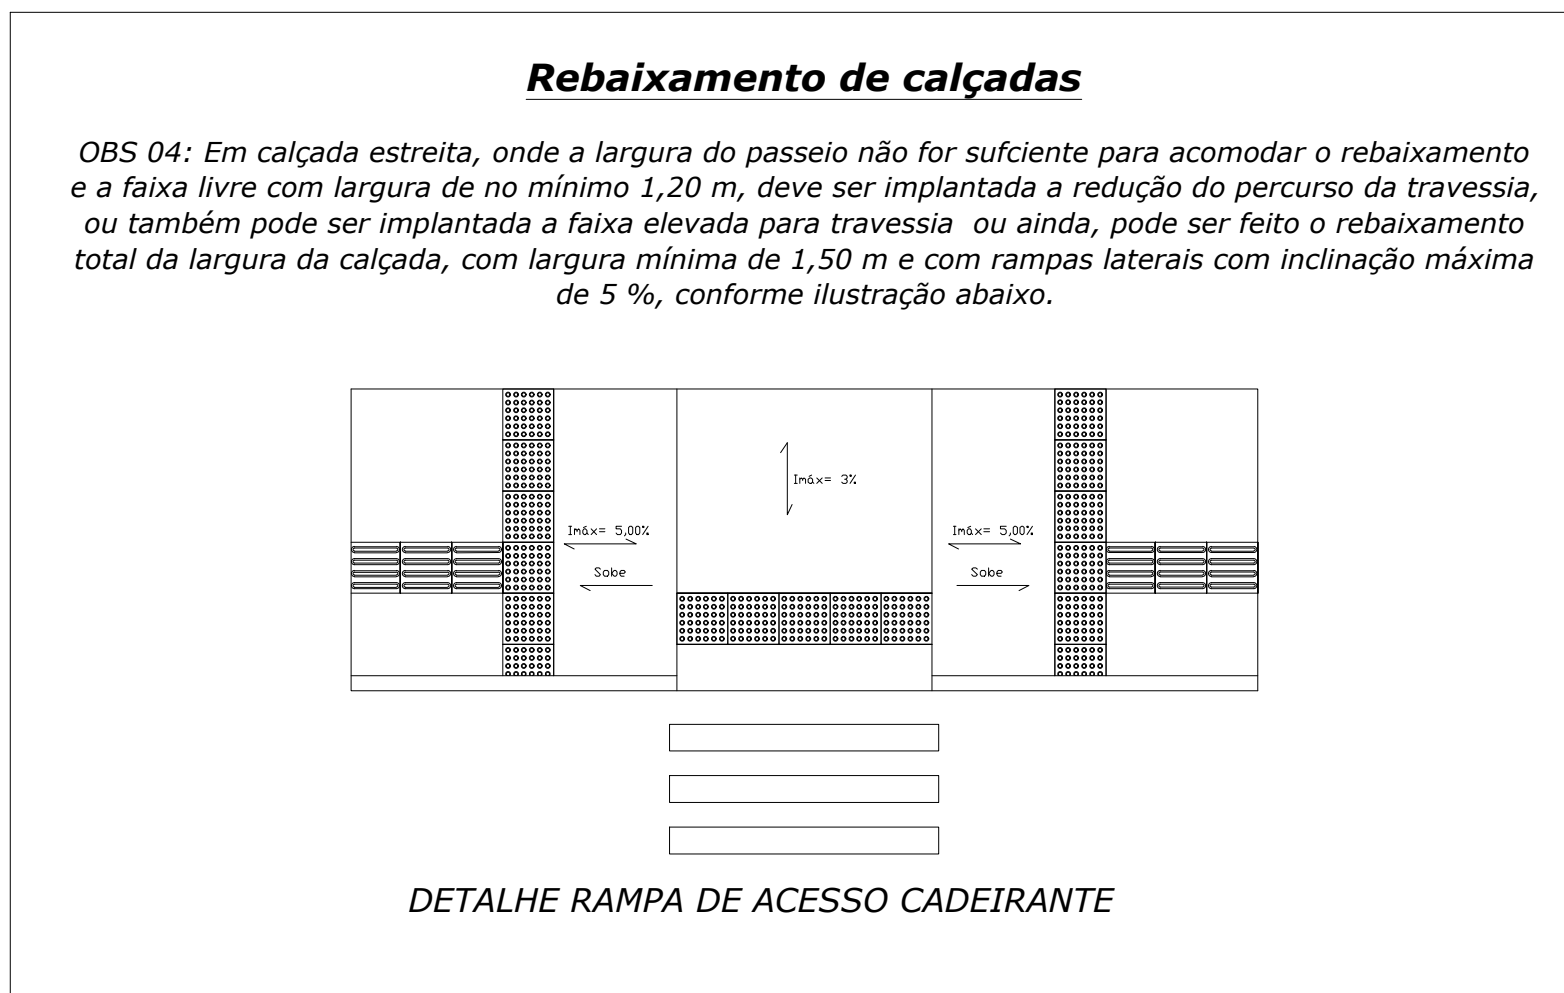 Rebaixamento de calçadas
OBS 04: Em calçada estreita, onde a largura do passeio não for sufciente para acomodar o rebaixamento
e a faixa livre com largura de no mínimo 1,20 m, deve ser implantada a redução do percurso da travessia,
ou também pode ser implantada a faixa elevada para travessia ou ainda, pode ser feito o rebaixamento
total da largura da calçada, com largura mínima de 1,50 m e com rampas laterais com inclinação máxima
de 5 %, conforme ilustração abaixo.
Imáx= 3%
Imáx= 5,00%
Imáx= 5,00%
Sobe
Sobe
DETALHE RAMPA DE ACESSO CADEIRANTE